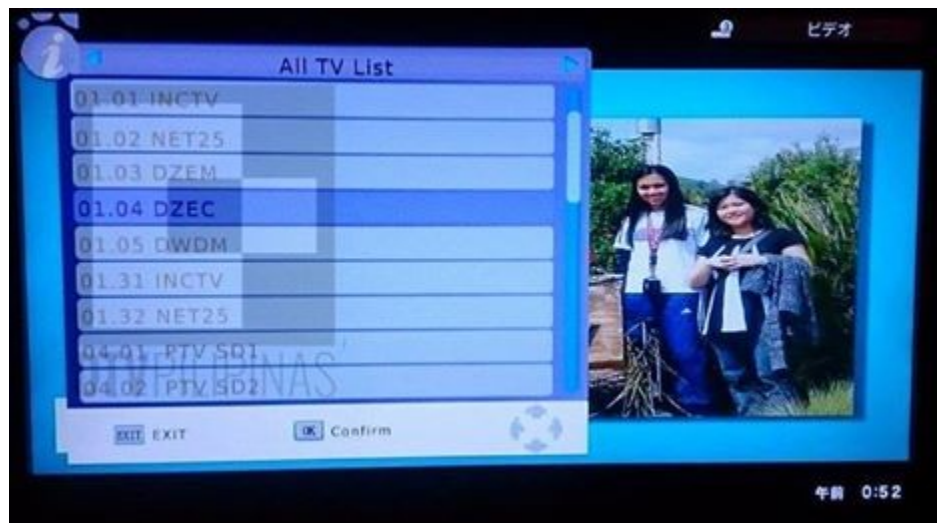 ビデオ
All TV List
01.01 INCTV
01.02 NET25
01.03 DZEM
01.04 DZEC
01.05 DWDM
01.31 INCTV
01.32 NET25
04.01 PTV SD1
04.02 PTV SD2
PILIPINAS
EXIT EXIT
OK Confirm
午前 0:52